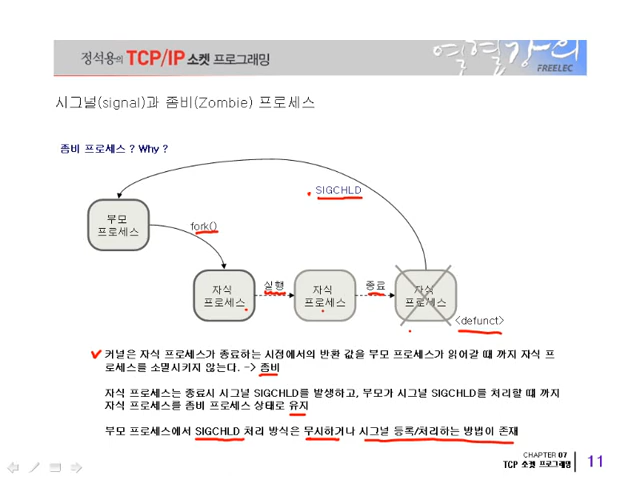 정석용의 TCP/IP 소켓 프로그래밍
열혈강의
FREELEC
시그널(signal)과 좀비(Zombie) 프로세스
좀비 프로세스 ? Why ?
SIGCHLD
부모
프로세스
fork()
자식
프로세스
실행
자식
프로세스
종료
자식
프로세스
<defunct>
커널은 자식 프로세스가 종료하는 시점에서의 반환 값을 부모 프로세스가 읽어갈 때 까지 자식 프
로세스를 소멸시키지 않는다. -> 좀비
자식 프로세스는 종료시 시그널 SIGCHLD를 발생하고, 부모가 시그널 SIGCHLD를 처리할 때 까지
자식 프로세스를 좀비 프로세스 상태로 유지
부모 프로세스에서 SIGCHLD 처리 방식은 무시하거나 시그널 등록/처리하는 방법이 존재
CHAPTER 07
TCP 소켓 프로그래밍
11